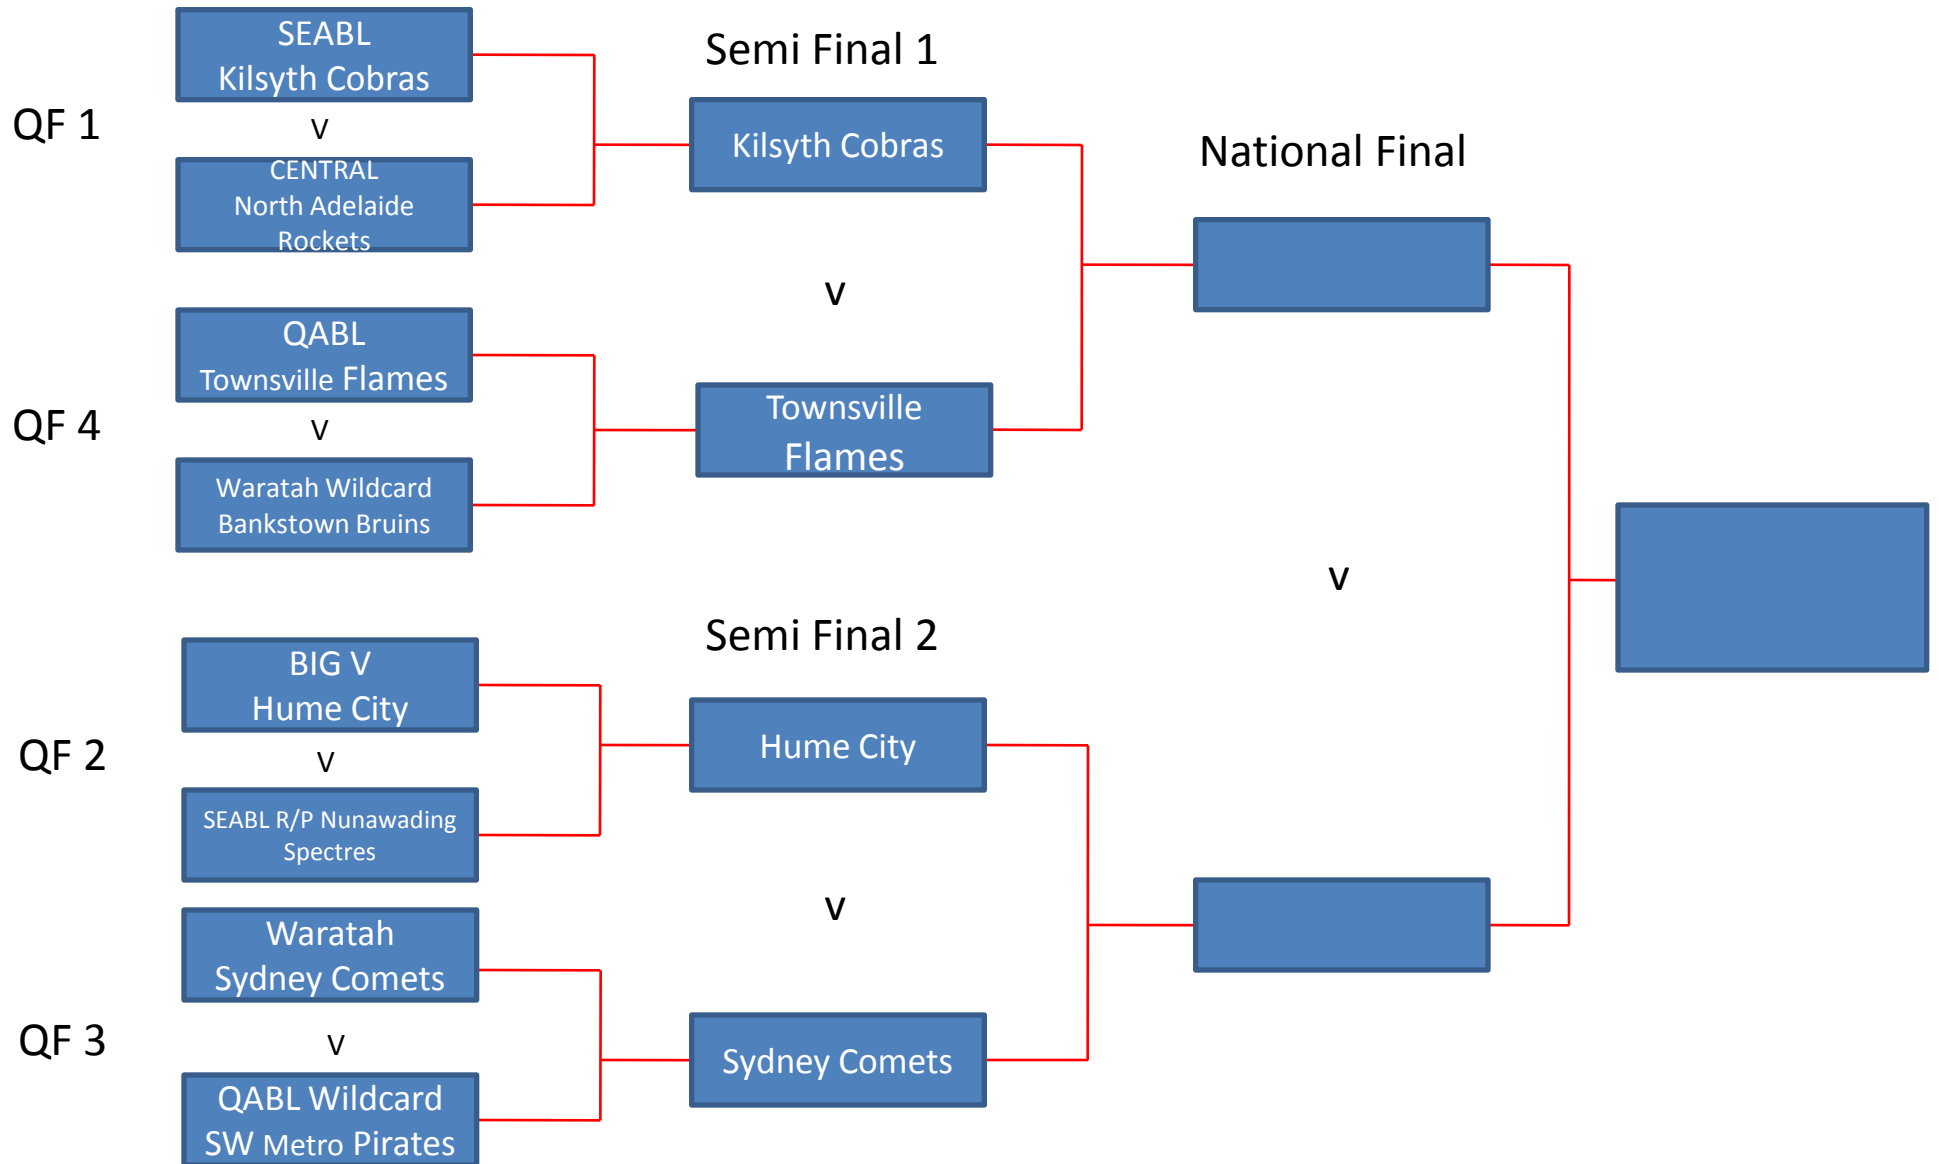 SEABL
Kilsyth Cobras
QF 1
v
CENTRAL
North Adelaide
Rockets
QABL
Townsville Flames
QF 4
v
Waratah Wildcard
Bankstown Bruins
BIG V
Hume City
QF 2
v
SEABL R/P Nunawading
Spectres
Waratah
Sydney Comets
QF 3
v
QABL Wildcard
SW Metro Pirates
Semi Final 1
Kilsyth Cobras
v
Townsville
Flames
Semi Final 2
Hume City
v
Sydney Comets
National Final
v